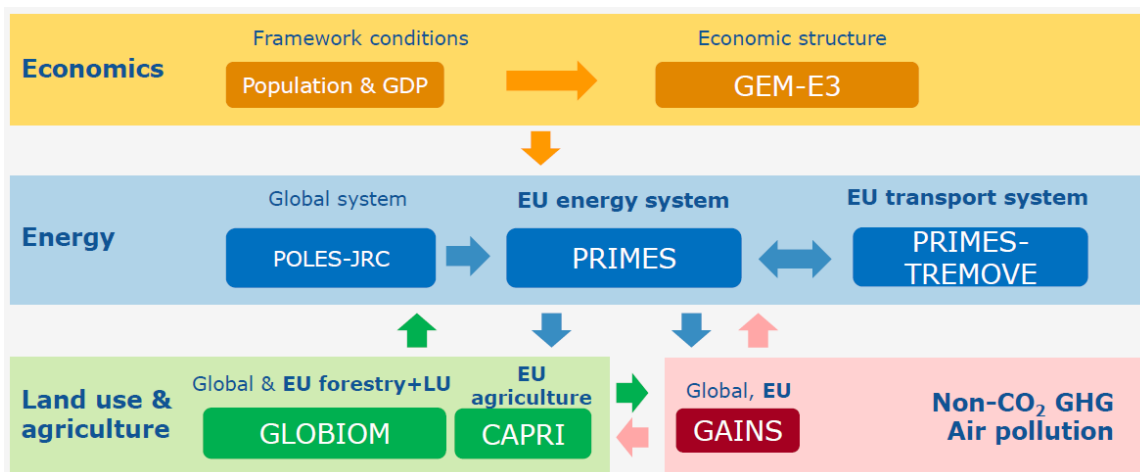 Framework conditions
Economic structure
Economics
Population & GDP
GEM-E3
Global system
EU energy system
EU transport system
Energy
POLES-JRC
PRIMES
PRIMES-
TREMOVE
Land use &
agriculture
Global & EU forestry+LU
EU
agriculture
GLOBIOM
CAPRI
Global, EU
GAINS
Non-CO₂ GHG
Air pollution